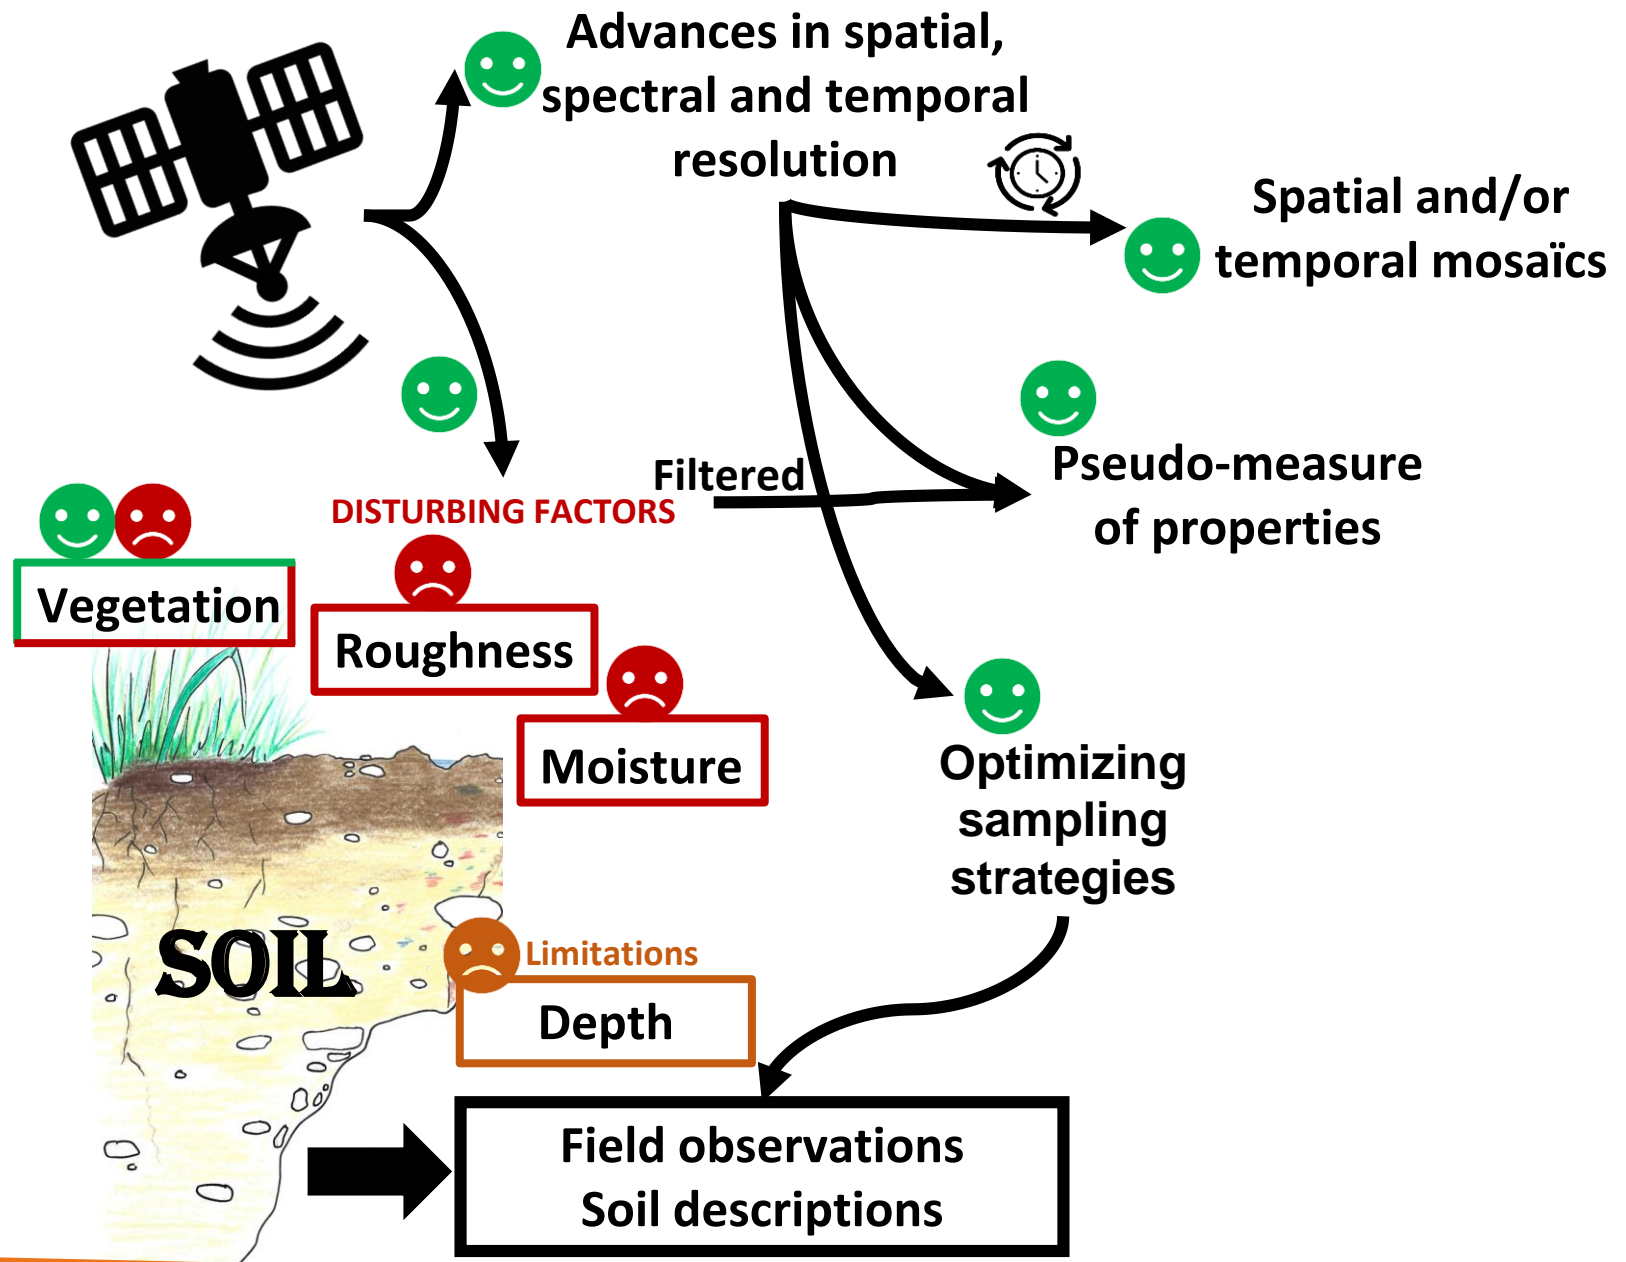 Advances in spatial,
spectral and temporal
resolution
Spatial and/or
temporal mosaïcs
Filtered
Pseudo-measure
of properties
DISTURBING FACTORS
Vegetation
Roughness
Moisture
Optimizing
sampling
strategies
SOIL
Limitations
Depth
Field observations
Soil descriptions